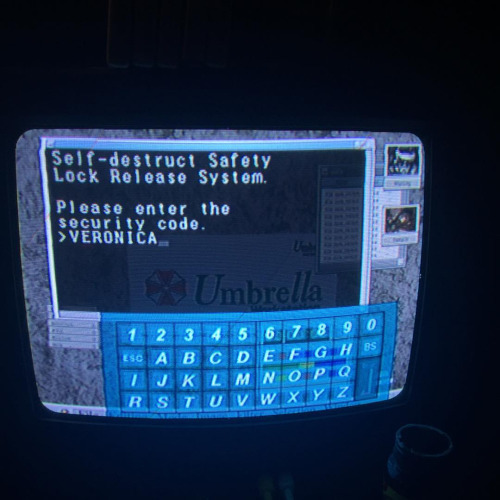 Self-destruct Safety
Lock Release System.
Please enter the
security code.
>VERONICA
Umbrella
1 2 3 4 5 6 7 8 9 0
ESC A B C D E F G H BS
I J K L M N O P Q
R S T U V W X Y Z